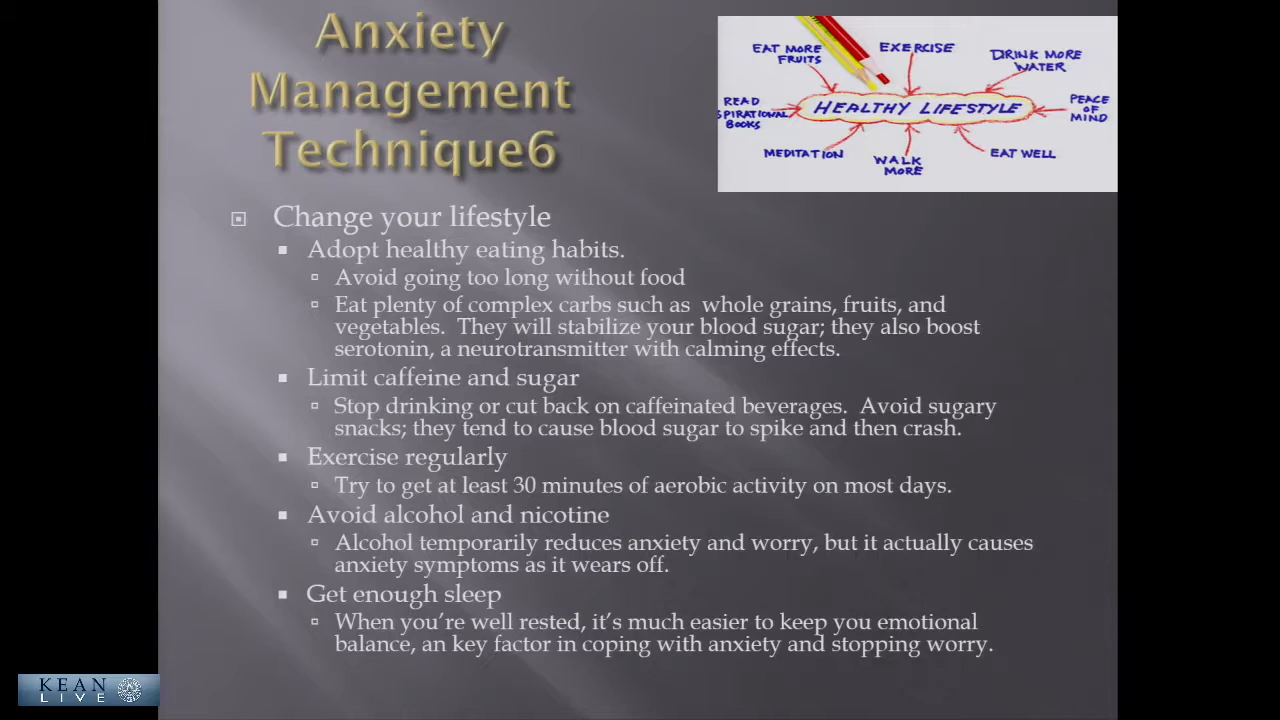 Anxiety
Management
Technique6
EAT MORE
FRUITS
EXERCISE
DRINK MORE
WATER
READ
SPIRATIONAL
BOOKS
HEALTHY LIFESTYLE
PEACE
OF
MIND
MEDITATION
WALK
MORE
EAT WELL
Change your lifestyle
Adopt healthy eating habits.
Avoid going too long without food
Eat plenty of complex carbs such as whole grains, fruits, and
vegetables. They will stabilize your blood sugar; they also boost
serotonin, a neurotransmitter with calming effects.
Limit caffeine and sugar
Stop drinking or cut back on caffeinated beverages. Avoid sugary
snacks; they tend to cause blood sugar to spike and then crash.
Exercise regularly
Try to get at least 30 minutes of aerobic activity on most days.
Avoid alcohol and nicotine
Alcohol temporarily reduces anxiety and worry, but it actually causes
anxiety symptoms as it wears off.
Get enough sleep
When you're well rested, it's much easier to keep you emotional
balance, an key factor in coping with anxiety and stopping worry.
KEAN
LIVE